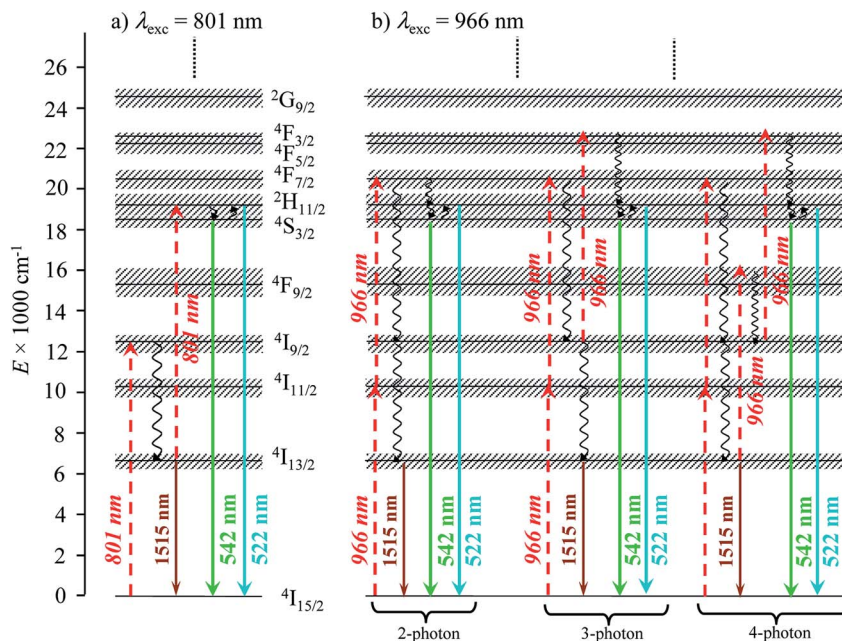 a) λexc = 801 nm
b) λexc = 966 nm
E × 1000 cm-1
26
24
22
20
18
16
14
12
10
8
6
4
2
0
2G9/2
4F3/2
4F5/2
4F7/2
2H11/2
4S3/2
4F9/2
4I9/2
4I11/2
4I13/2
4I15/2
801 nm
1515 nm
801 nm
542 nm
522 nm
966 nm
966 nm
1515 nm
542 nm
522 nm
966 nm
966 nm
966 nm
1515 nm
542 nm
522 nm
966 nm
966 nm
966 nm
966 nm
1515 nm
542 nm
522 nm
2-photon
3-photon
4-photon